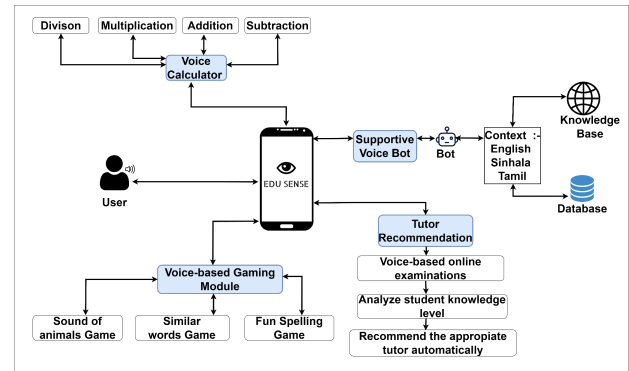 Divison
Multiplication
Addition
Subtraction
Voice
Calculator
Supportive
Voice Bot
Bot
Context :-
English
Sinhala
Tamil
Knowledge
Base
Database
EDU SENSE
User
Tutor
Recommendation
Voice-based online
examinations
Analyze student knowledge
level
Recommend the appropiate
tutor automatically
Voice-based Gaming
Module
Sound of
animals Game
Similar
words Game
Fun Spelling
Game